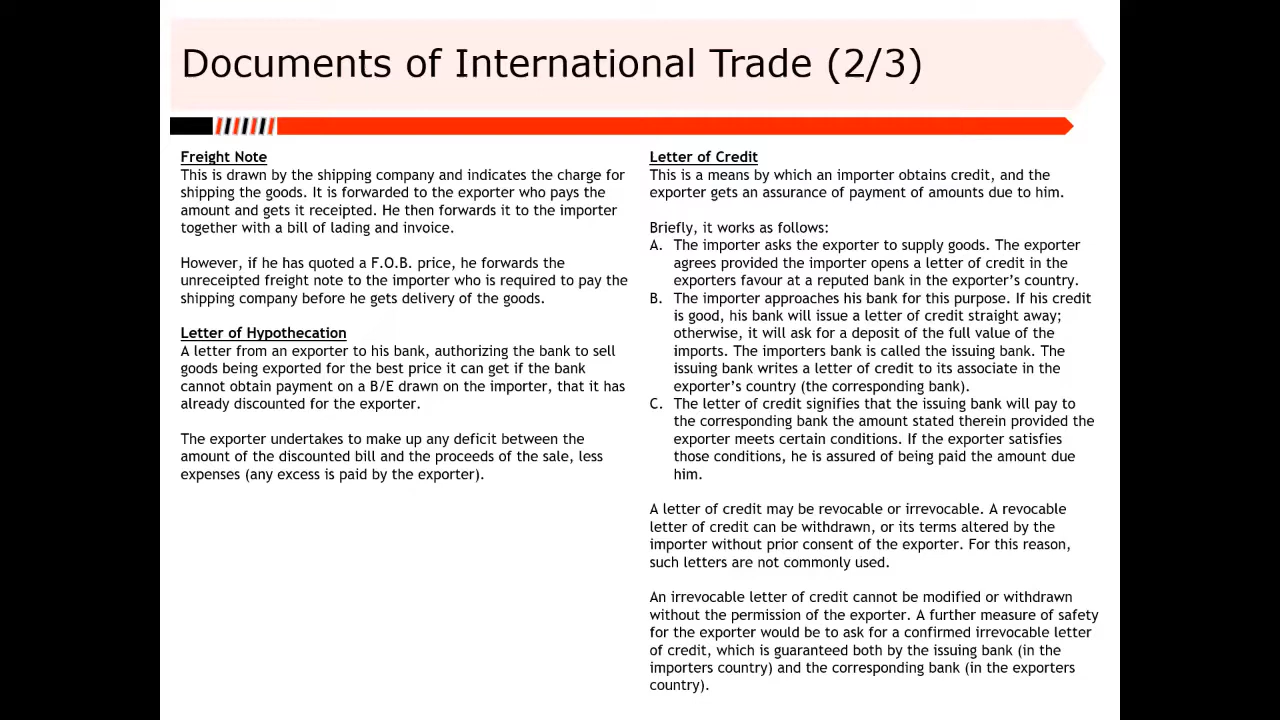 Documents of International Trade (2/3)
Freight Note
This is drawn by the shipping company and indicates the charge for
shipping the goods. It is forwarded to the exporter who pays the
amount and gets it receipted. He then forwards it to the importer
together with a bill of lading and invoice.
However, if he has quoted a F.O.B. price, he forwards the
unreceipted freight note to the importer who is required to pay the
shipping company before he gets delivery of the goods.
Letter of Hypothecation
A letter from an exporter to his bank, authorizing the bank to sell
goods being exported for the best price it can get if the bank
cannot obtain payment on a B/E drawn on the importer, that it has
already discounted for the exporter.
The exporter undertakes to make up any deficit between the
amount of the discounted bill and the proceeds of the sale, less
expenses (any excess is paid by the exporter).
Letter of Credit
This is a means by which an importer obtains credit, and the
exporter gets an assurance of payment of amounts due to him.
Briefly, it works as follows:
A. The importer asks the exporter to supply goods. The exporter
agrees provided the importer opens a letter of credit in the
exporters favour at a reputed bank in the exporter's country.
B. The importer approaches his bank for this purpose. If his credit
is good, his bank will issue a letter of credit straight away;
otherwise, it will ask for a deposit of the full value of the
imports. The importers bank is called the issuing bank. The
issuing bank writes a letter of credit to its associate in the
exporter's country (the corresponding bank).
C. The letter of credit signifies that the issuing bank will pay to
the corresponding bank the amount stated therein provided the
exporter meets certain conditions. If the exporter satisfies
those conditions, he is assured of being paid the amount due
him.
A letter of credit may be revocable or irrevocable. A revocable
letter of credit can be withdrawn, or its terms altered by the
importer without prior consent of the exporter. For this reason,
such letters are not commonly used.
An irrevocable letter of credit cannot be modified or withdrawn
without the permission of the exporter. A further measure of safety
for the exporter would be to ask for a confirmed irrevocable letter
of credit, which is guaranteed both by the issuing bank (in the
importers country) and the corresponding bank (in the exporters
country).